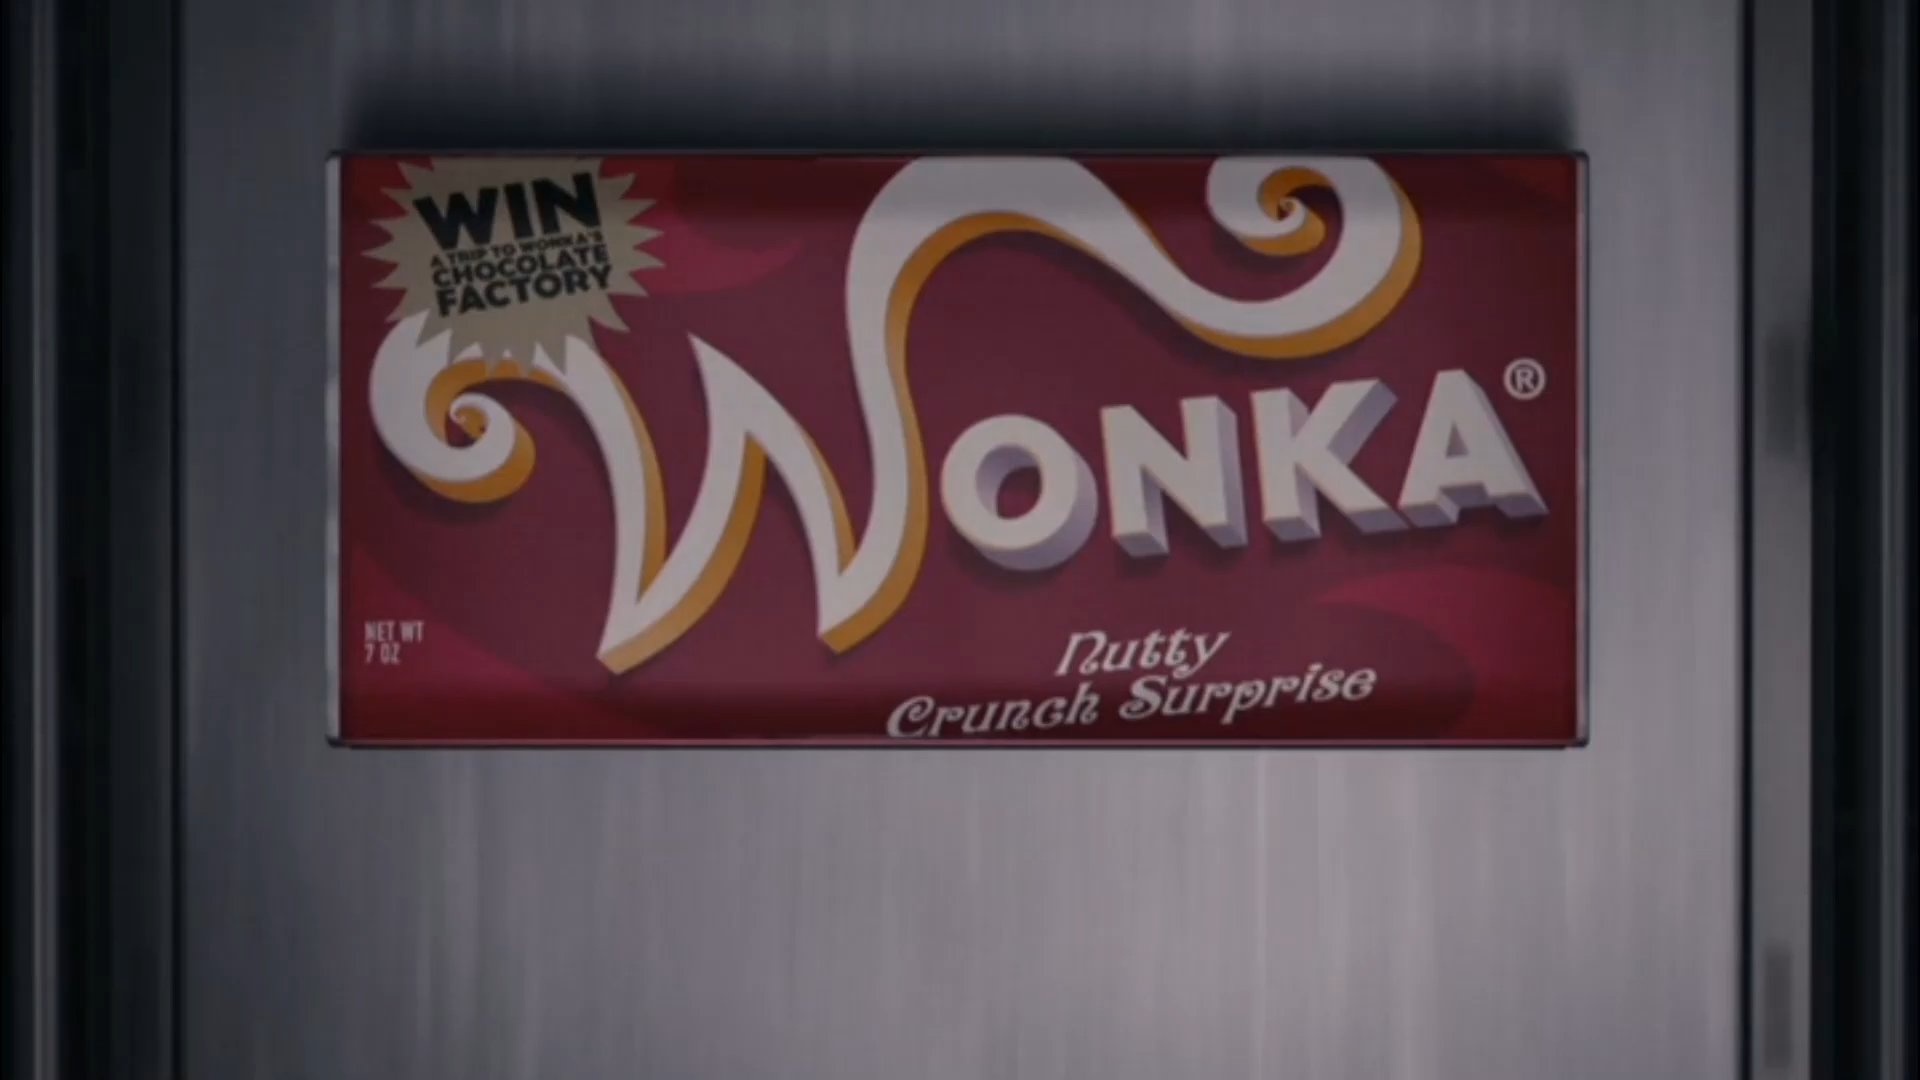 WIN
A TRIP TO WONKA'S
CHOCOLATE
FACTORY
WONKA®
NET WT
7 OZ
Nutty
Crunch Surprise